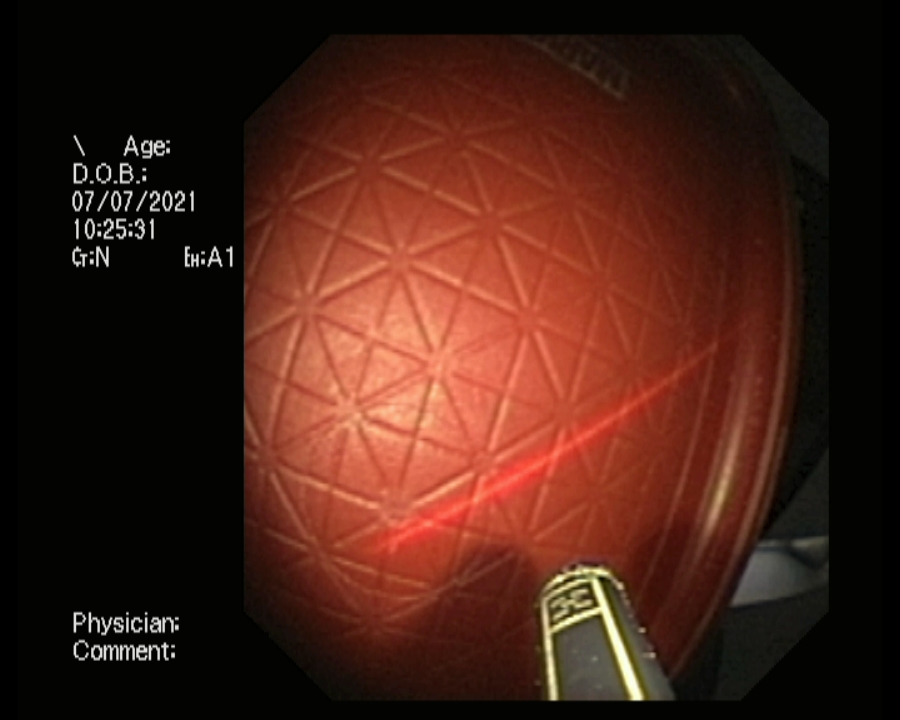 \ Age:
D.O.B.:
07/07/2021
10:25:31
Cr:N EH:A1
Physician:
Comment: